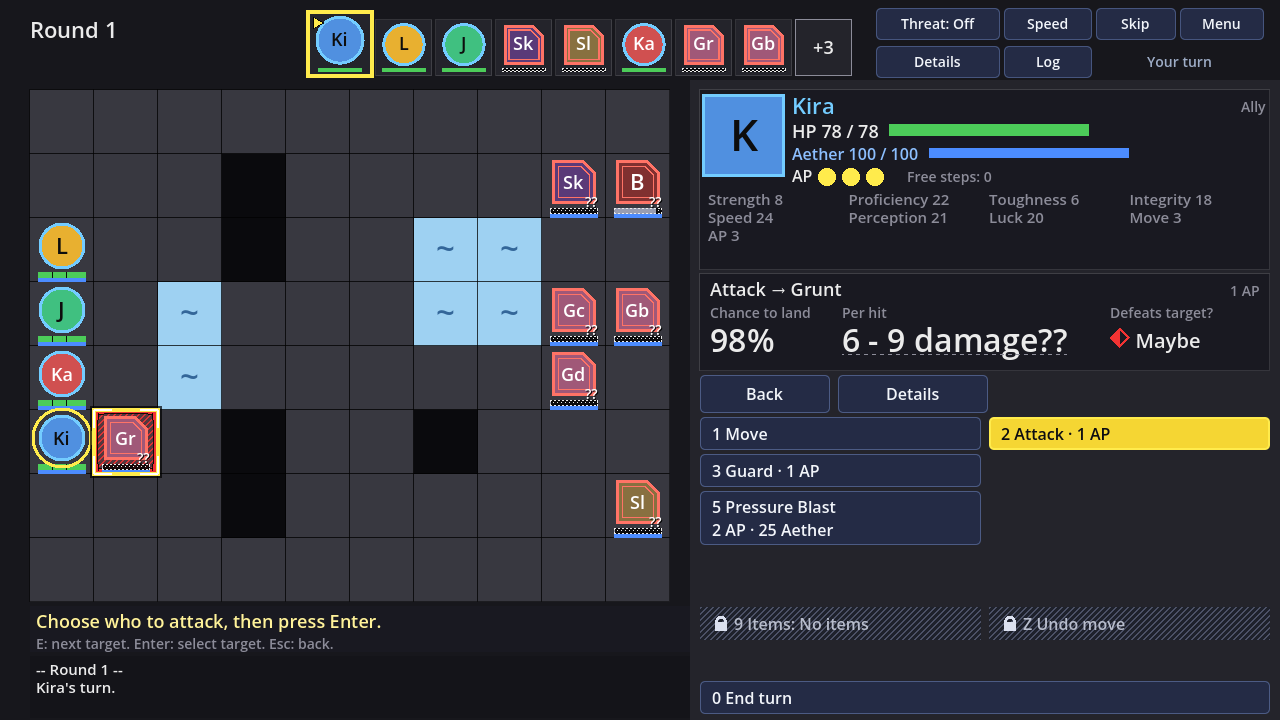 Round 1
Ki
L
J
Sk
Sl
Ka
Gr
Gb
+3
Threat: Off
Speed
Skip
Menu
Details
Log
Your turn
Sk
??
B
??
L
~ ~
J
~
~ ~
Gc
??
Gb
??
Ka
~
Gd
??
Ki
Gr
??
Sl
??
Choose who to attack, then press Enter.
E: next target. Enter: select target. Esc: back.
-- Round 1 --
Kira's turn.
K
Kira
Ally
HP 78 / 78
Aether 100 / 100
AP
Free steps: 0
Strength 8
Proficiency 22
Toughness 6
Integrity 18
Speed 24
Perception 21
Luck 20
Move 3
AP 3
Attack → Grunt
1 AP
Chance to land
Per hit
Defeats target?
98%
6 - 9 damage??
Maybe
Back
Details
1 Move
2 Attack · 1 AP
3 Guard · 1 AP
5 Pressure Blast
2 AP · 25 Aether
9 Items: No items
Z Undo move
0 End turn